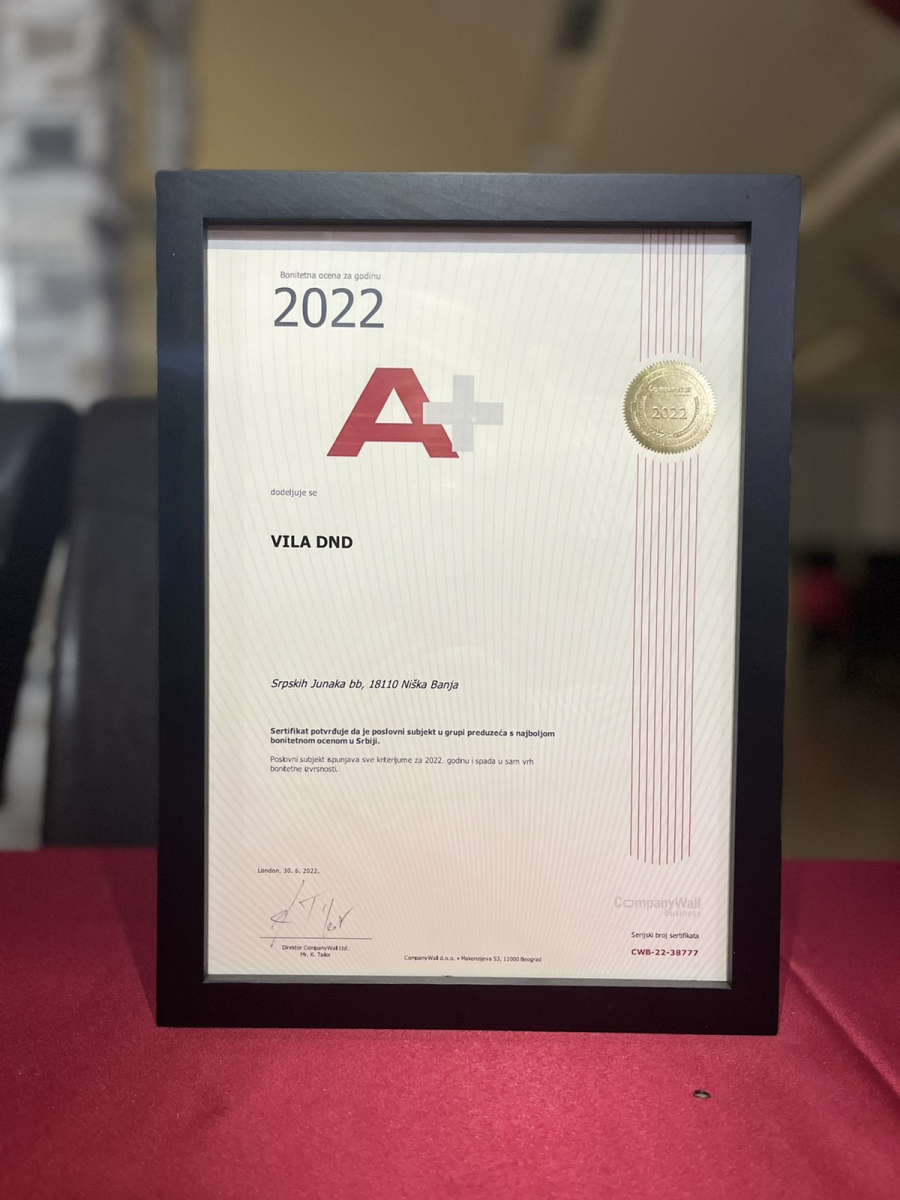 Bonitetna ocena za godinu
2022
A+
CompanyWall
2022
dodeljuje se
VILA DND
Srpskih Junaka bb, 18110 Niška Banja
Sertifikat potvrđuje da je poslovni subjekt u grupi preduzeća s najboljom
bonitetnom ocenom u Srbiji.
Poslovni subjekt ispunjava sve kriterijume za 2022. godinu i spada u sam vrh
bonitetne izvrsnosti.
London, 30. 6. 2022.
Direktor CompanyWall Ltd.
Mr. K. Tailor
CompanyWall d.o.o. • Makenzijeva 53, 11000 Beograd
CompanyWall
business
Serijski broj sertifikata
CWB-22-38777